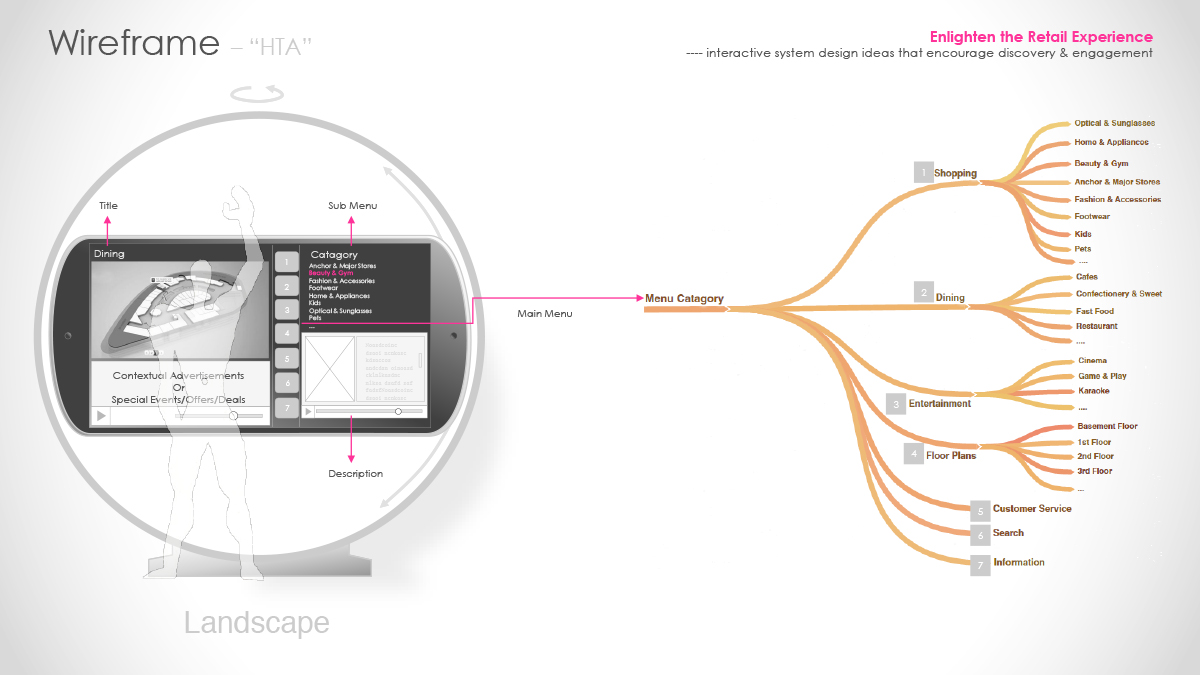 Wireframe – “HTA”
Enlighten the Retail Experience
---- interactive system design ideas that encourage discovery & engagement
Title
Sub Menu
Dining
1
2
3
4
5
6
7
Catagory
Anchor & Major Stores
Beauty & Gym
Fashion & Accessories
Footwear
Home & Appliances
Kids
Optical & Sunglasses
Pets
...
Contextual Advertisements
Or
Special Events/Offers/Deals
Description
Main Menu
Landscape
Menu Catagory
1 Shopping
Optical & Sunglasses
Home & Appliances
Beauty & Gym
Anchor & Major Stores
Fashion & Accessories
Footwear
Kids
Pets
....
2 Dining
Cafes
Confectionery & Sweet
Fast Food
Restaurant
....
3 Entertainment
Cinema
Game & Play
Karaoke
....
4 Floor Plans
Basement Floor
1st Floor
2nd Floor
3rd Floor
...
5 Customer Service
6 Search
7 Information